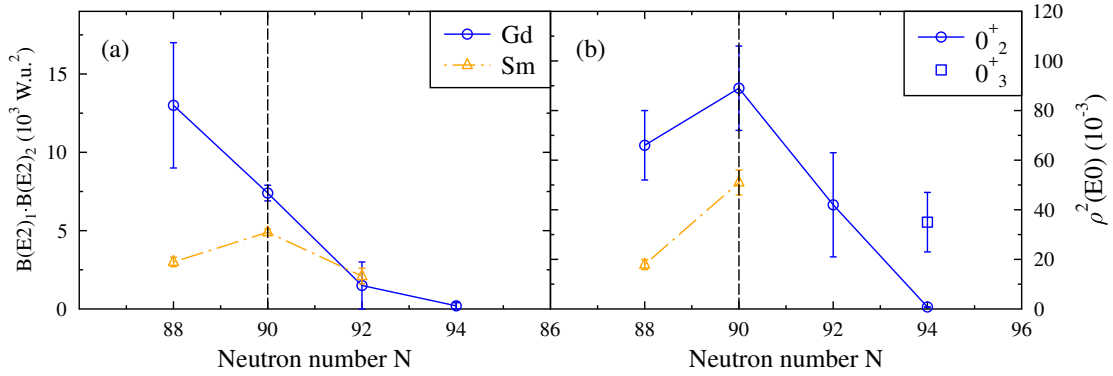 (a)
Gd
Sm
B(E2)₁·B(E2)₂ (10³ W.u.²)
15
10
5
0
88
90
92
94
86
Neutron number N
(b)
0⁺₂
0⁺₃
120
100
80
60
40
20
0
ρ²(E0) (10⁻³)
88
90
92
94
96
Neutron number N